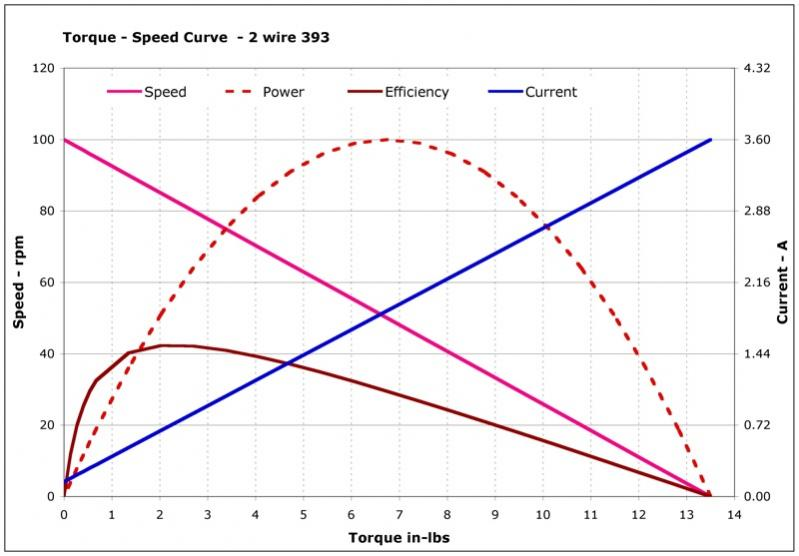 Torque - Speed Curve - 2 wire 393
Speed Power Efficiency Current
120
100
80
60
40
20
0
Speed - rpm
4.32
3.60
2.88
2.16
1.44
0.72
0.00
Current - A
0 1 2 3 4 5 6 7 8 9 10 11 12 13 14
Torque in-lbs